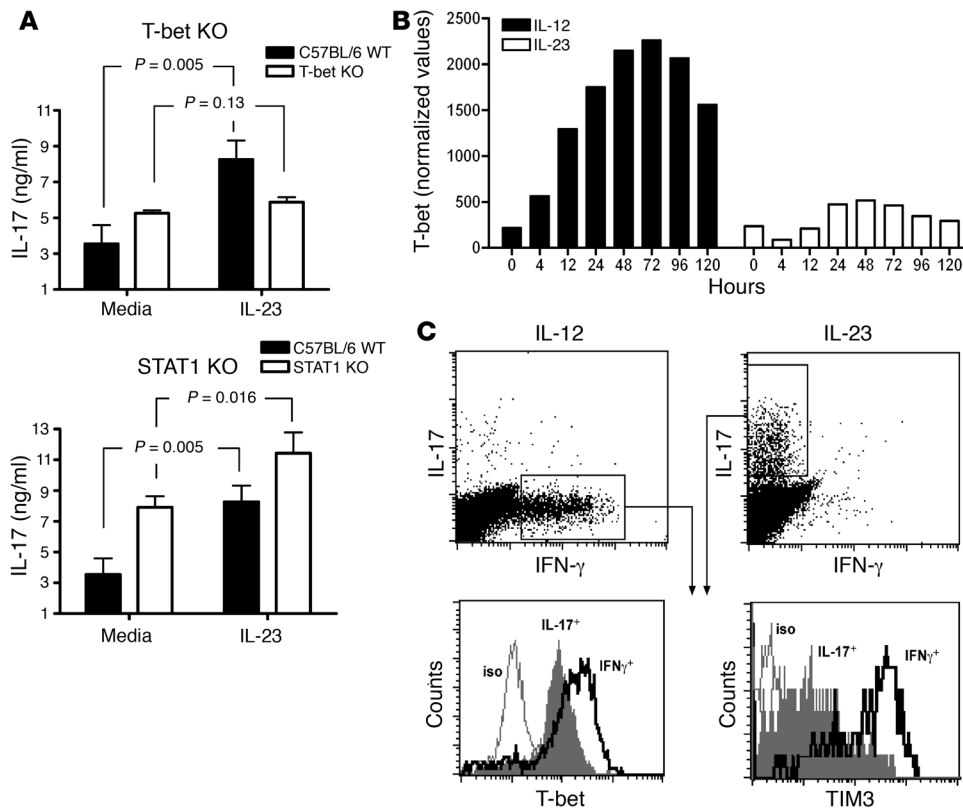 A
T-bet KO
C57BL/6 WT
T-bet KO
P = 0.005
P = 0.13
IL-17 (ng/ml)
11
9
7
5
3
1
Media
IL-23
STAT1 KO
C57BL/6 WT
STAT1 KO
P = 0.016
P = 0.005
IL-17 (ng/ml)
13
11
9
7
5
3
1
Media
IL-23
B
IL-12
IL-23
T-bet (normalized values)
2500
2000
1500
1000
500
0
0 4 12 24 48 72 96 120
0 4 12 24 48 72 96 120
Hours
C
IL-12
IL-17
IFN-γ
IL-23
IL-17
IFN-γ
Counts
iso
IL-17⁺
IFNγ⁺
T-bet
Counts
iso
IL-17⁺
IFNγ⁺
TIM3